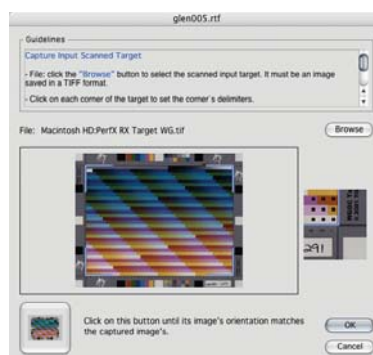 glen005.rtf
Guidelines
Capture Input Scanned Target
- File: click the "Browse" button to select the scanned input target. It must be an image
saved in a TIFF format.
- Click on each corner of the target to set the corner's delimiters.
File: Macintosh HD:PerfX RX Target WG.tif
Browse
291
Click on this button until its image's orientation matches
the captured image's.
OK
Cancel